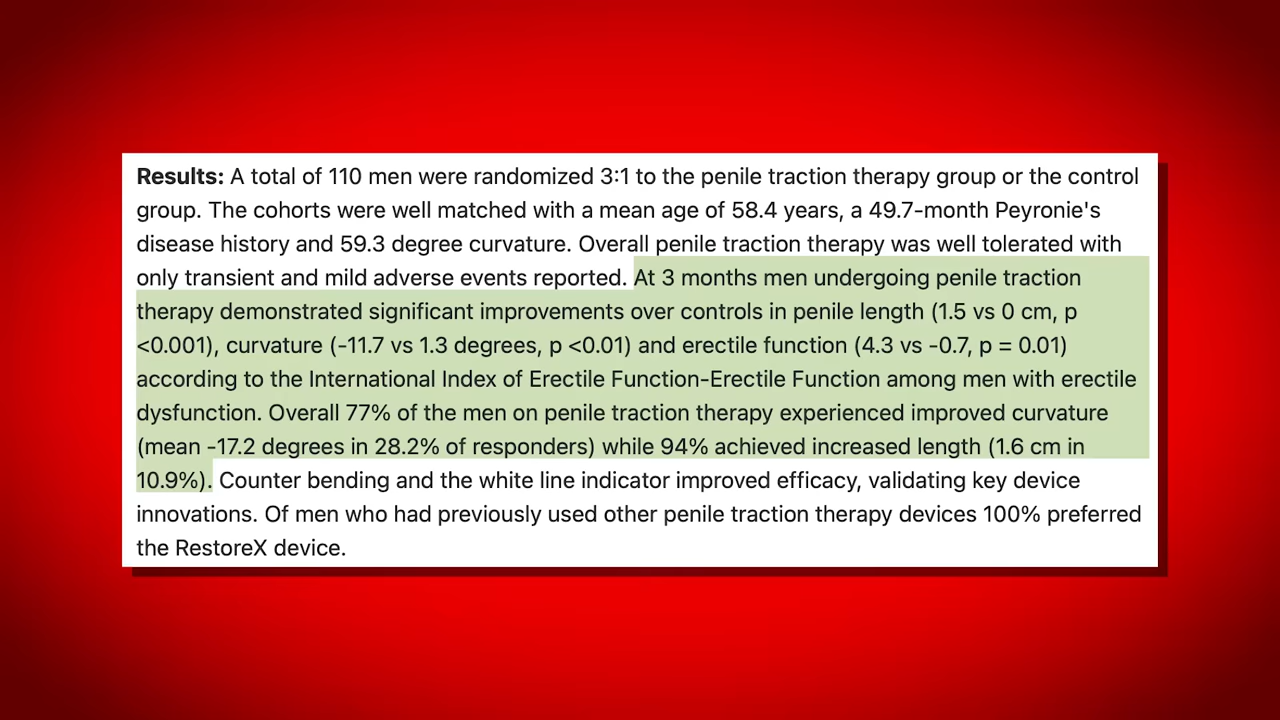 Results: A total of 110 men were randomized 3:1 to the penile traction therapy group or the control
group. The cohorts were well matched with a mean age of 58.4 years, a 49.7-month Peyronie's
disease history and 59.3 degree curvature. Overall penile traction therapy was well tolerated with
only transient and mild adverse events reported. At 3 months men undergoing penile traction
therapy demonstrated significant improvements over controls in penile length (1.5 vs 0 cm, p
<0.001), curvature (-11.7 vs 1.3 degrees, p <0.01) and erectile function (4.3 vs -0.7, p = 0.01)
according to the International Index of Erectile Function-Erectile Function among men with erectile
dysfunction. Overall 77% of the men on penile traction therapy experienced improved curvature
(mean -17.2 degrees in 28.2% of responders) while 94% achieved increased length (1.6 cm in
10.9%). Counter bending and the white line indicator improved efficacy, validating key device
innovations. Of men who had previously used other penile traction therapy devices 100% preferred
the RestoreX device.